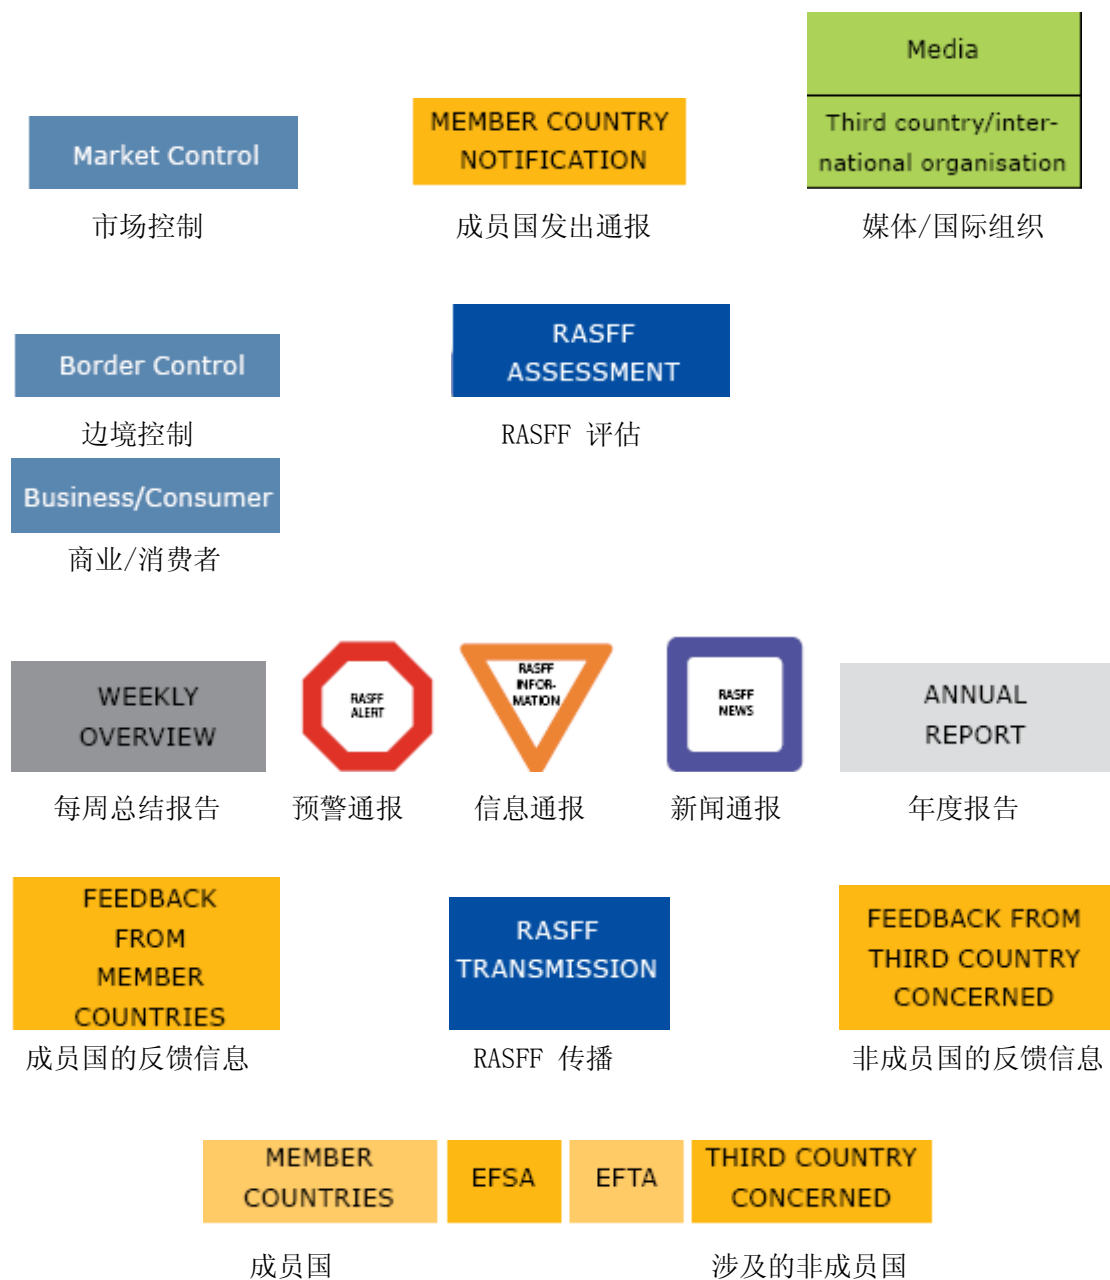 Media
MEMBER COUNTRY
NOTIFICATION
Third country/inter-
national organisation
Market Control
市场控制
成员国发出通报
媒体/国际组织
RASFF
ASSESSMENT
Border Control
边境控制
RASFF 评估
Business/Consumer
商业/消费者
WEEKLY
OVERVIEW
RASFF
ALERT
RASFF
INFOR-
MATION
RASFF
NEWS
ANNUAL
REPORT
每周总结报告
预警通报
信息通报
新闻通报
年度报告
FEEDBACK
FROM
MEMBER
COUNTRIES
RASFF
TRANSMISSION
FEEDBACK FROM
THIRD COUNTRY
CONCERNED
成员国的反馈信息
RASFF 传播
非成员国的反馈信息
MEMBER
COUNTRIES
EFSA
EFTA
THIRD COUNTRY
CONCERNED
成员国
涉及的非成员国